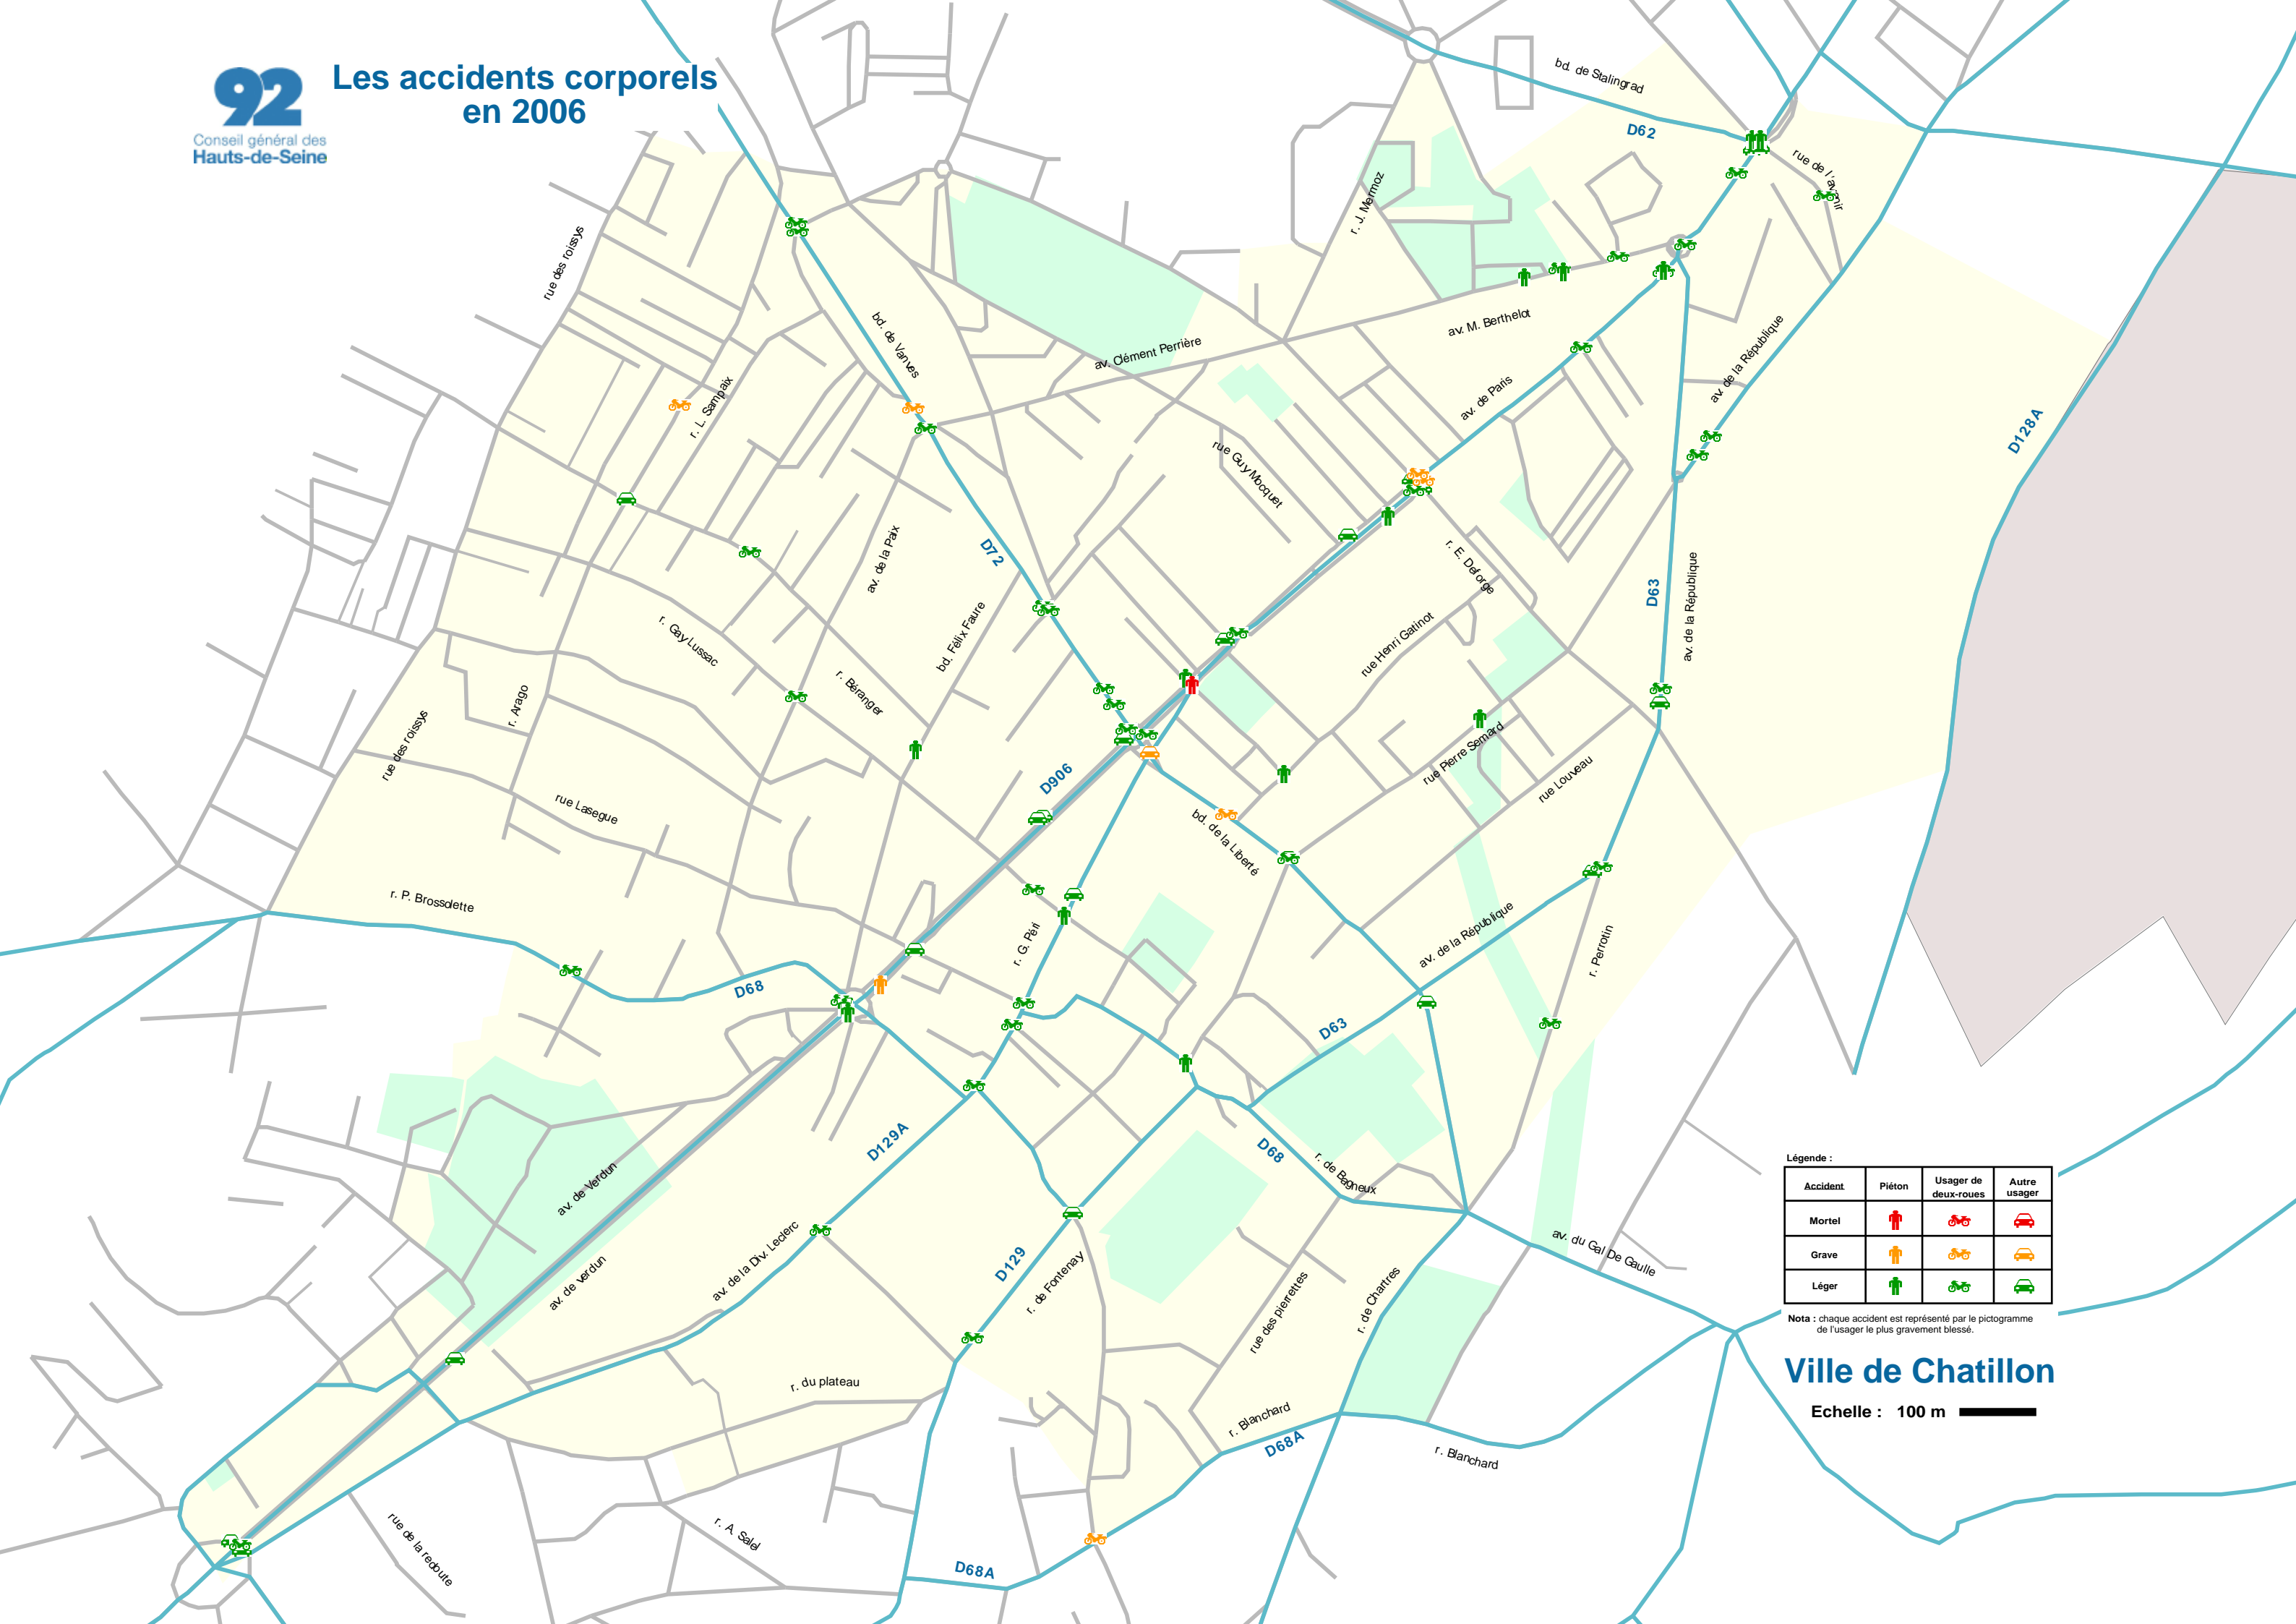 92
Conseil général des
Hauts-de-Seine
Les accidents corporels
en 2006
bd. de Stalingrad
D62
rue de l'avenir
r. J. Mermoz
rue des roissys
bd. de Vanves
av. Clément Perrière
av. M. Berthelot
av. de la République
r. L. Sampaix
av. de Paris
D128A
rue Guy Mocquet
av. de la Paix
D72
r. E. Deforge
D63
av. de la République
r. Gay Lussac
bd. Félix Faure
rue Henri Gatinot
r. Béranger
r. Arago
rue des roissys
rue Pierre Semard
D906
rue Louveau
rue Lasegue
bd. de la Liberté
r. P. Brossolette
av. de la République
r. G. Péri
r. Perrotin
D68
D63
D129A
D68
r. de Bagneux
av. de Verdun
av. de la Div. Leclerc
av. de verdun
D129
r. de Fontenay
rue des pierrettes
r. de Chartres
av. du Gal De Gaulle
r. du plateau
r. Blanchard
D68A
r. Blanchard
rue de la redoute
r. A. Salel
D68A
Légende :
Accident Piéton Usager de deux-roues Autre usager
Mortel
Grave
Léger
Nota : chaque accident est représenté par le pictogramme
de l'usager le plus gravement blessé.
Ville de Chatillon
Echelle : 100 m